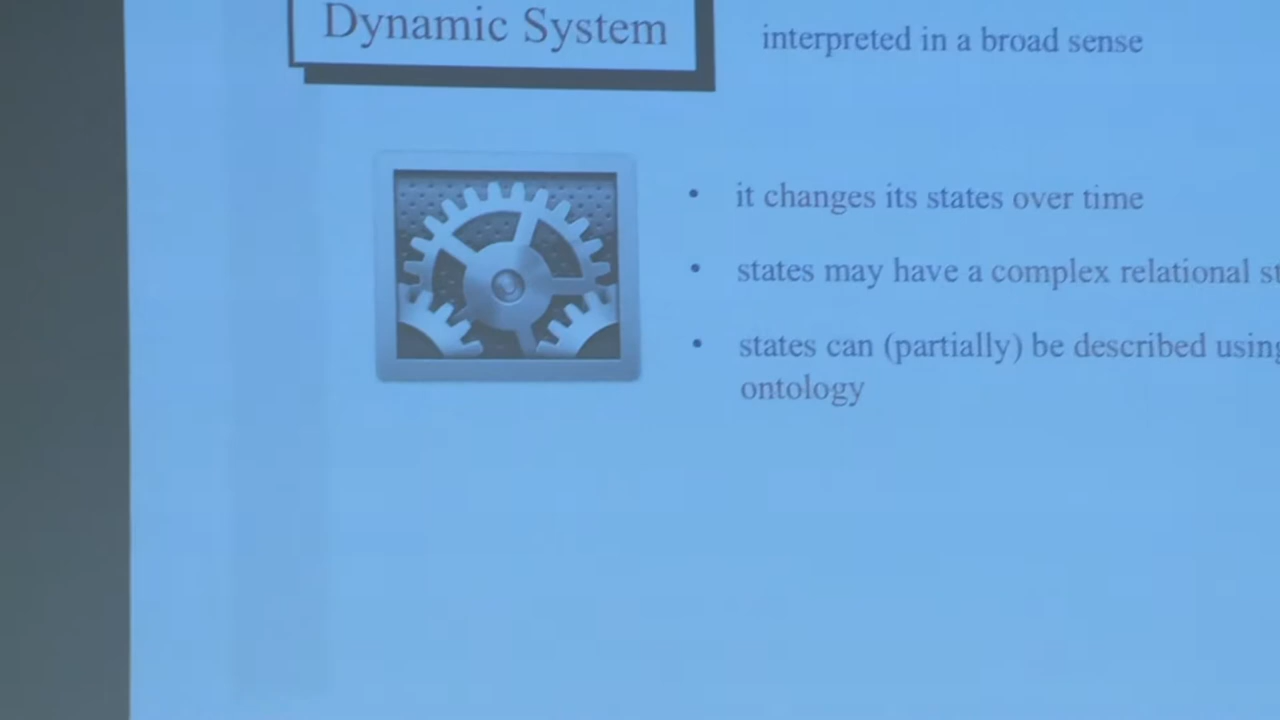 Dynamic System
interpreted in a broad sense
• it changes its states over time
• states may have a complex relational
• states can (partially) be described using
ontology